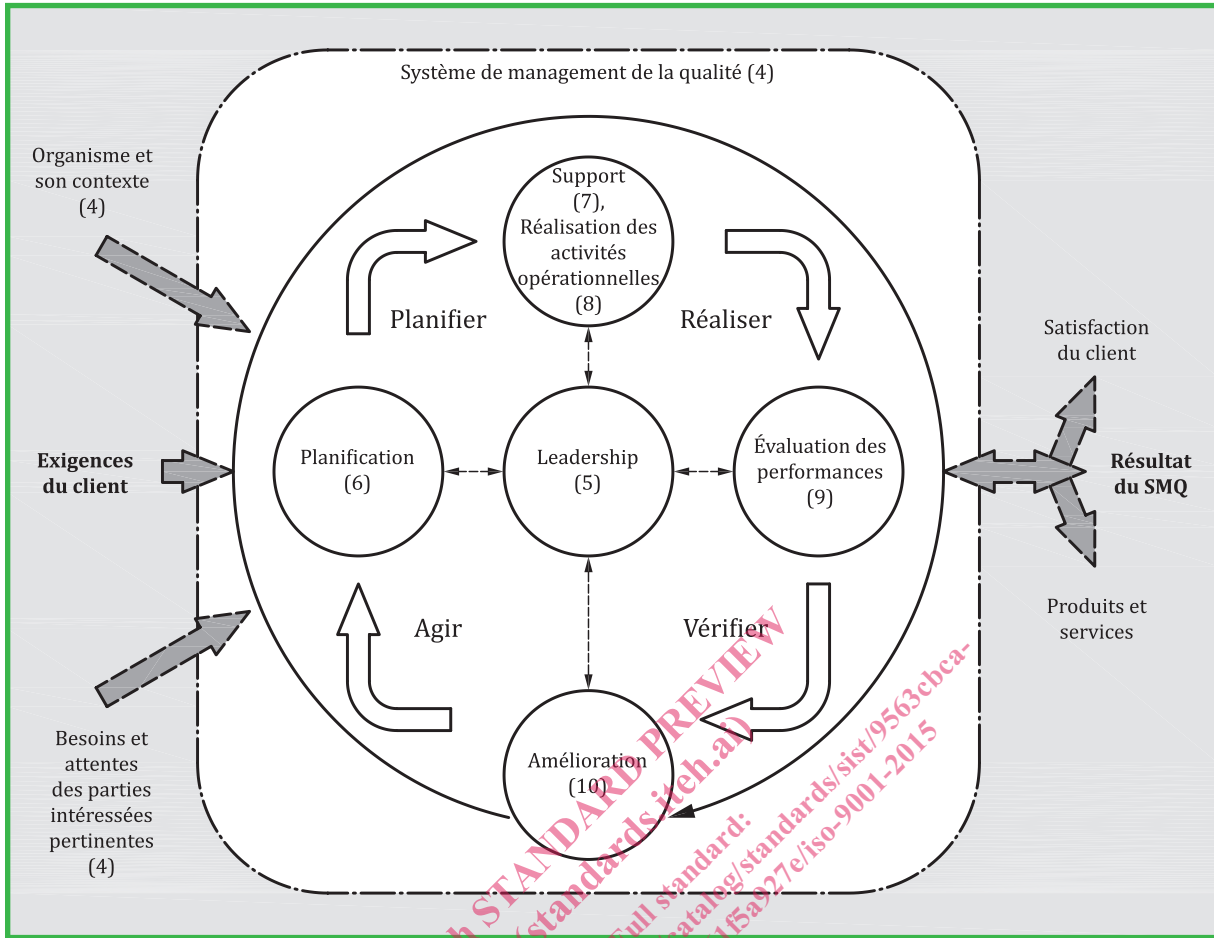 Système de management de la qualité (4)
Organisme et
son contexte
(4)
Support
(7),
Réalisation des
activités
opérationnelles
(8)
Planifier
Réaliser
Satisfaction
du client
Exigences
du client
Planification
(6)
Leadership
(5)
Évaluation des
performances
(9)
Résultat
du SMQ
Agir
Vérifier
Produits et
services
Besoins et
attentes
des parties
intéressées
pertinentes
(4)
Amélioration
(10)
STANDARD PREVIEW
(standards.iteh.ai)
Full standard:
catalog/standards/sist/9563cbca-
1f5a927e/iso-9001-2015